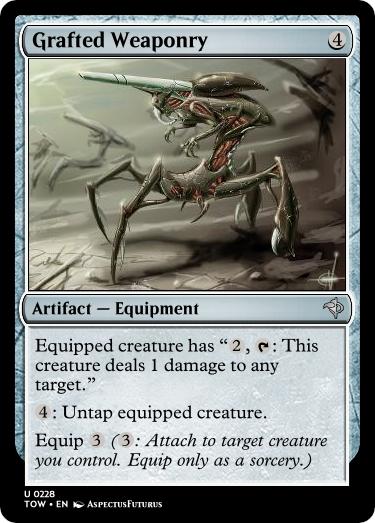 Grafted Weaponry 4
Artifact — Equipment
Equipped creature has “2, T: This
creature deals 1 damage to any
target.”
4: Untap equipped creature.
Equip 3 (3: Attach to target creature
you control. Equip only as a sorcery.)
U 0228
TOW • EN AspectusFuturus